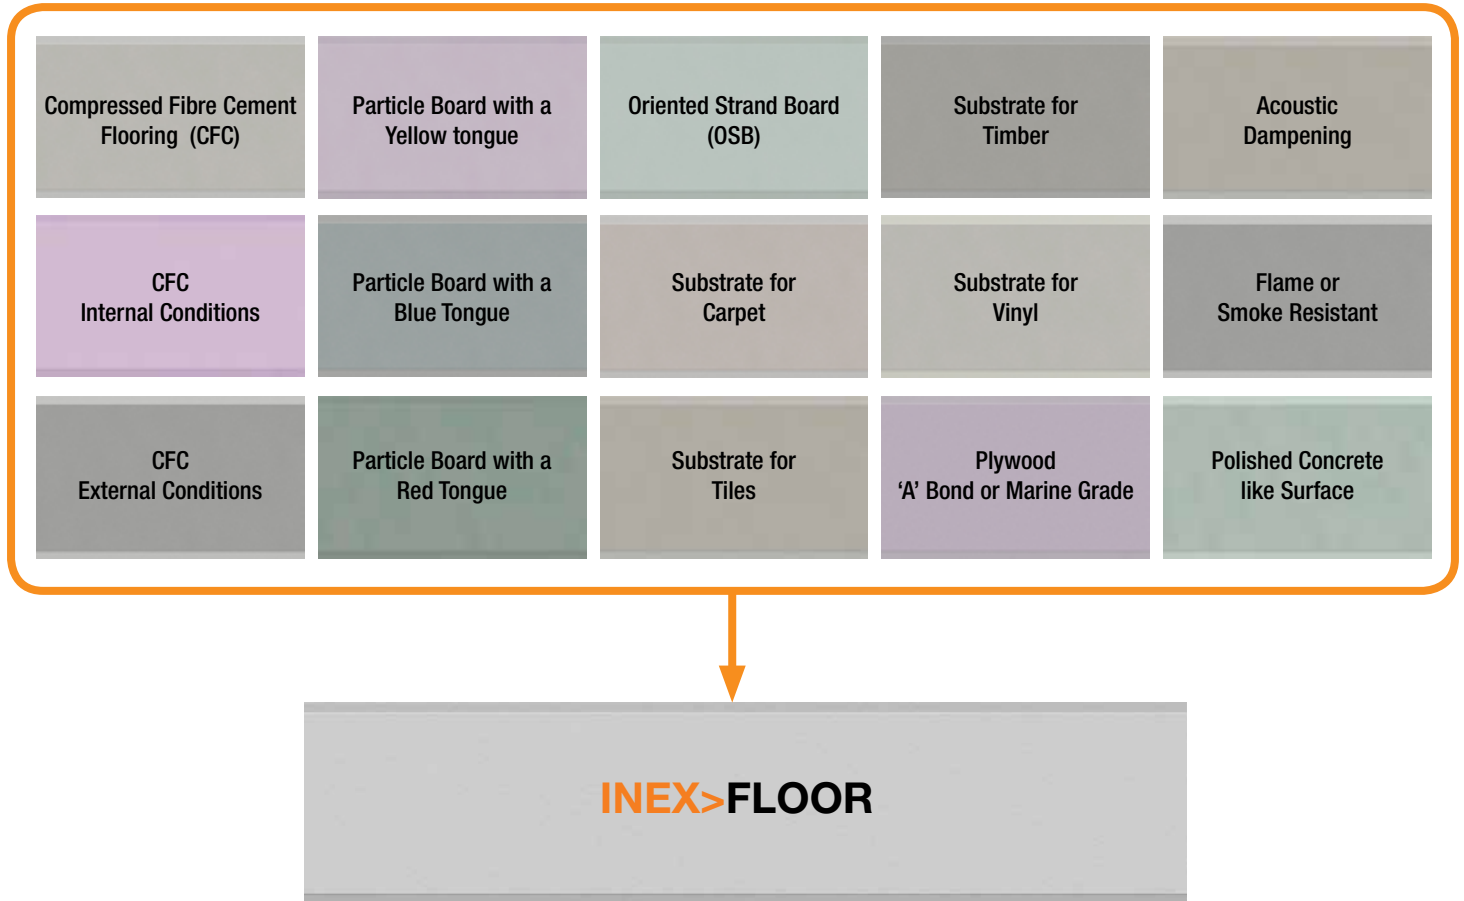 Compressed Fibre Cement
Flooring (CFC)
Particle Board with a
Yellow tongue
Oriented Strand Board
(OSB)
Substrate for
Timber
Acoustic
Dampening
CFC
Internal Conditions
Particle Board with a
Blue Tongue
Substrate for
Carpet
Substrate for
Vinyl
Flame or
Smoke Resistant
CFC
External Conditions
Particle Board with a
Red Tongue
Substrate for
Tiles
Plywood
‘A’ Bond or Marine Grade
Polished Concrete
like Surface
INEX>FLOOR